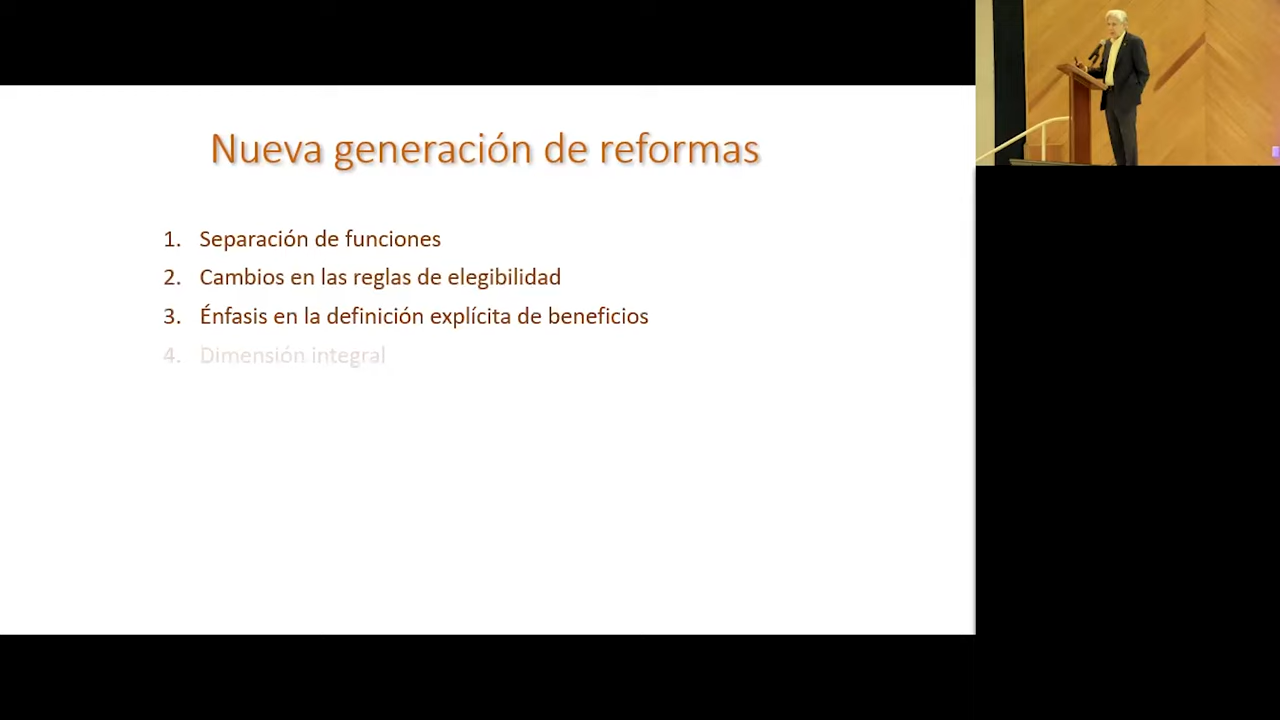 Nueva generación de reformas
1. Separación de funciones
2. Cambios en las reglas de elegibilidad
3. Énfasis en la definición explícita de beneficios
4. Dimensión integral